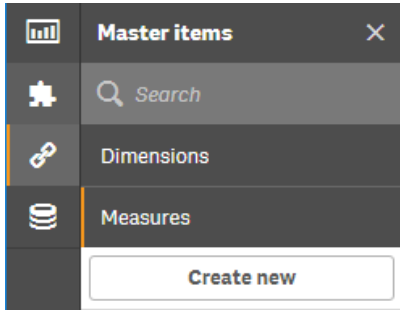 Master items
Search
Dimensions
Measures
Create new